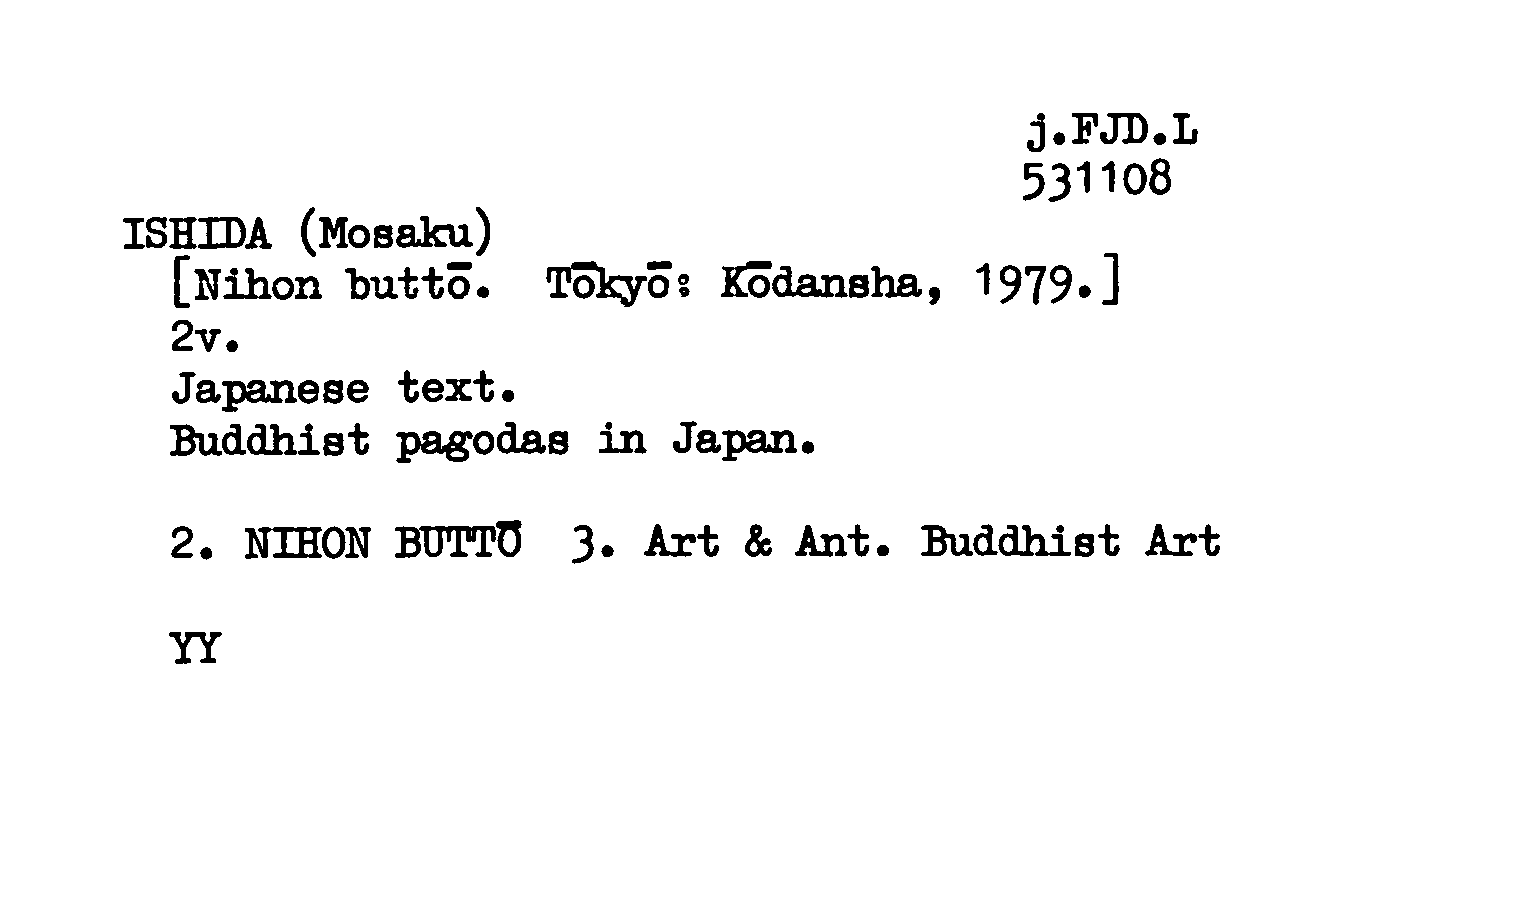 j.FJD.L
531108
ISHIDA (Mosaku)
[Nihon buttō. Tōkyō: Kōdansha, 1979.]
2v.
Japanese text.
Buddhist pagodas in Japan.
2. NIHON BUTTŌ 3. Art & Ant. Buddhist Art
YY